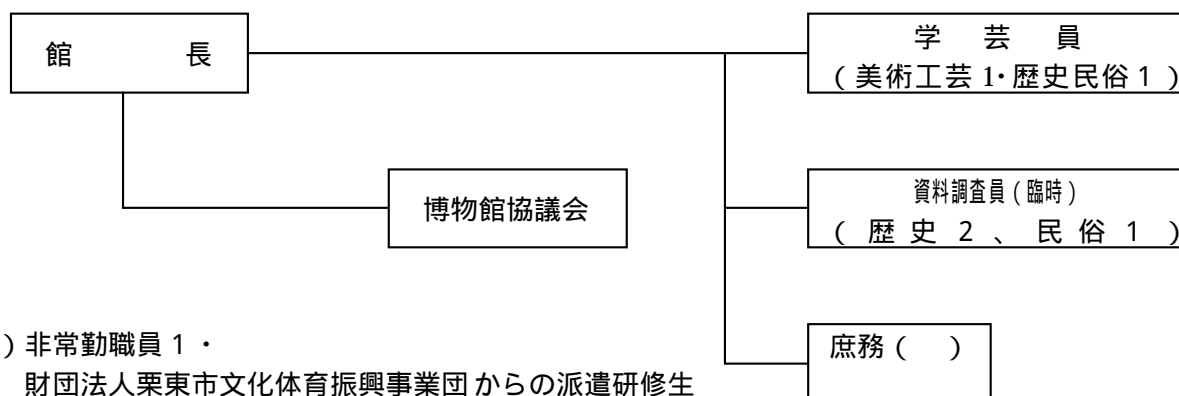 館 長
学 芸 員
( 美術工芸 1・歴史民俗 1 )
博物館協議会
資料調査員 ( 臨時 )
( 歴 史 2 、 民 俗 1 )
庶務 ( )
) 非常勤職員 1 ・
財団法人栗東市文化体育振興事業団 からの派遣研修生